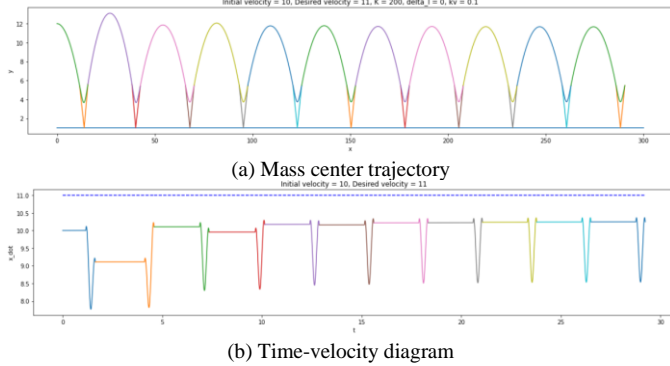 Initial velocity = 10, Desired velocity = 11, K = 200, delta_l = 0, kv = 0.1
12
10
8
6
4
2
y
0 50 100 150 200 250 300
x
(a) Mass center trajectory
Initial velocity = 10, Desired velocity = 11
11.0
10.5
10.0
9.5
9.0
8.5
8.0
x_dot
0 5 10 15 20 25 30
t
(b) Time-velocity diagram